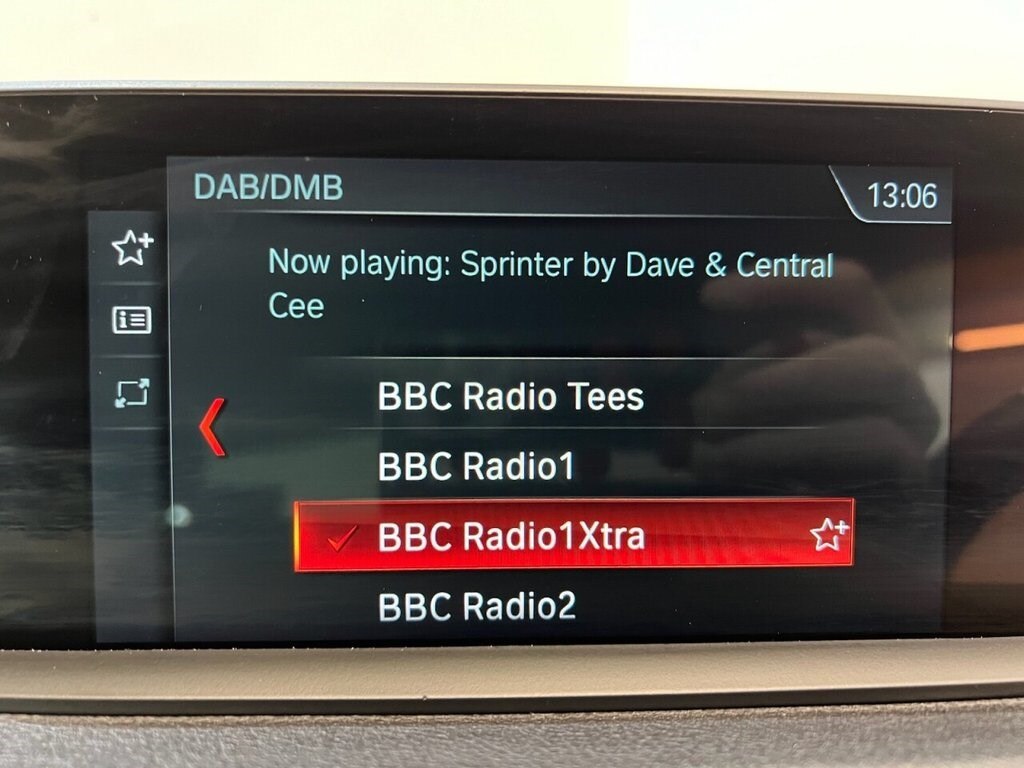 DAB/DMB
13:06
Now playing: Sprinter by Dave & Central
Cee
BBC Radio Tees
BBC Radio1
BBC Radio1Xtra
BBC Radio2